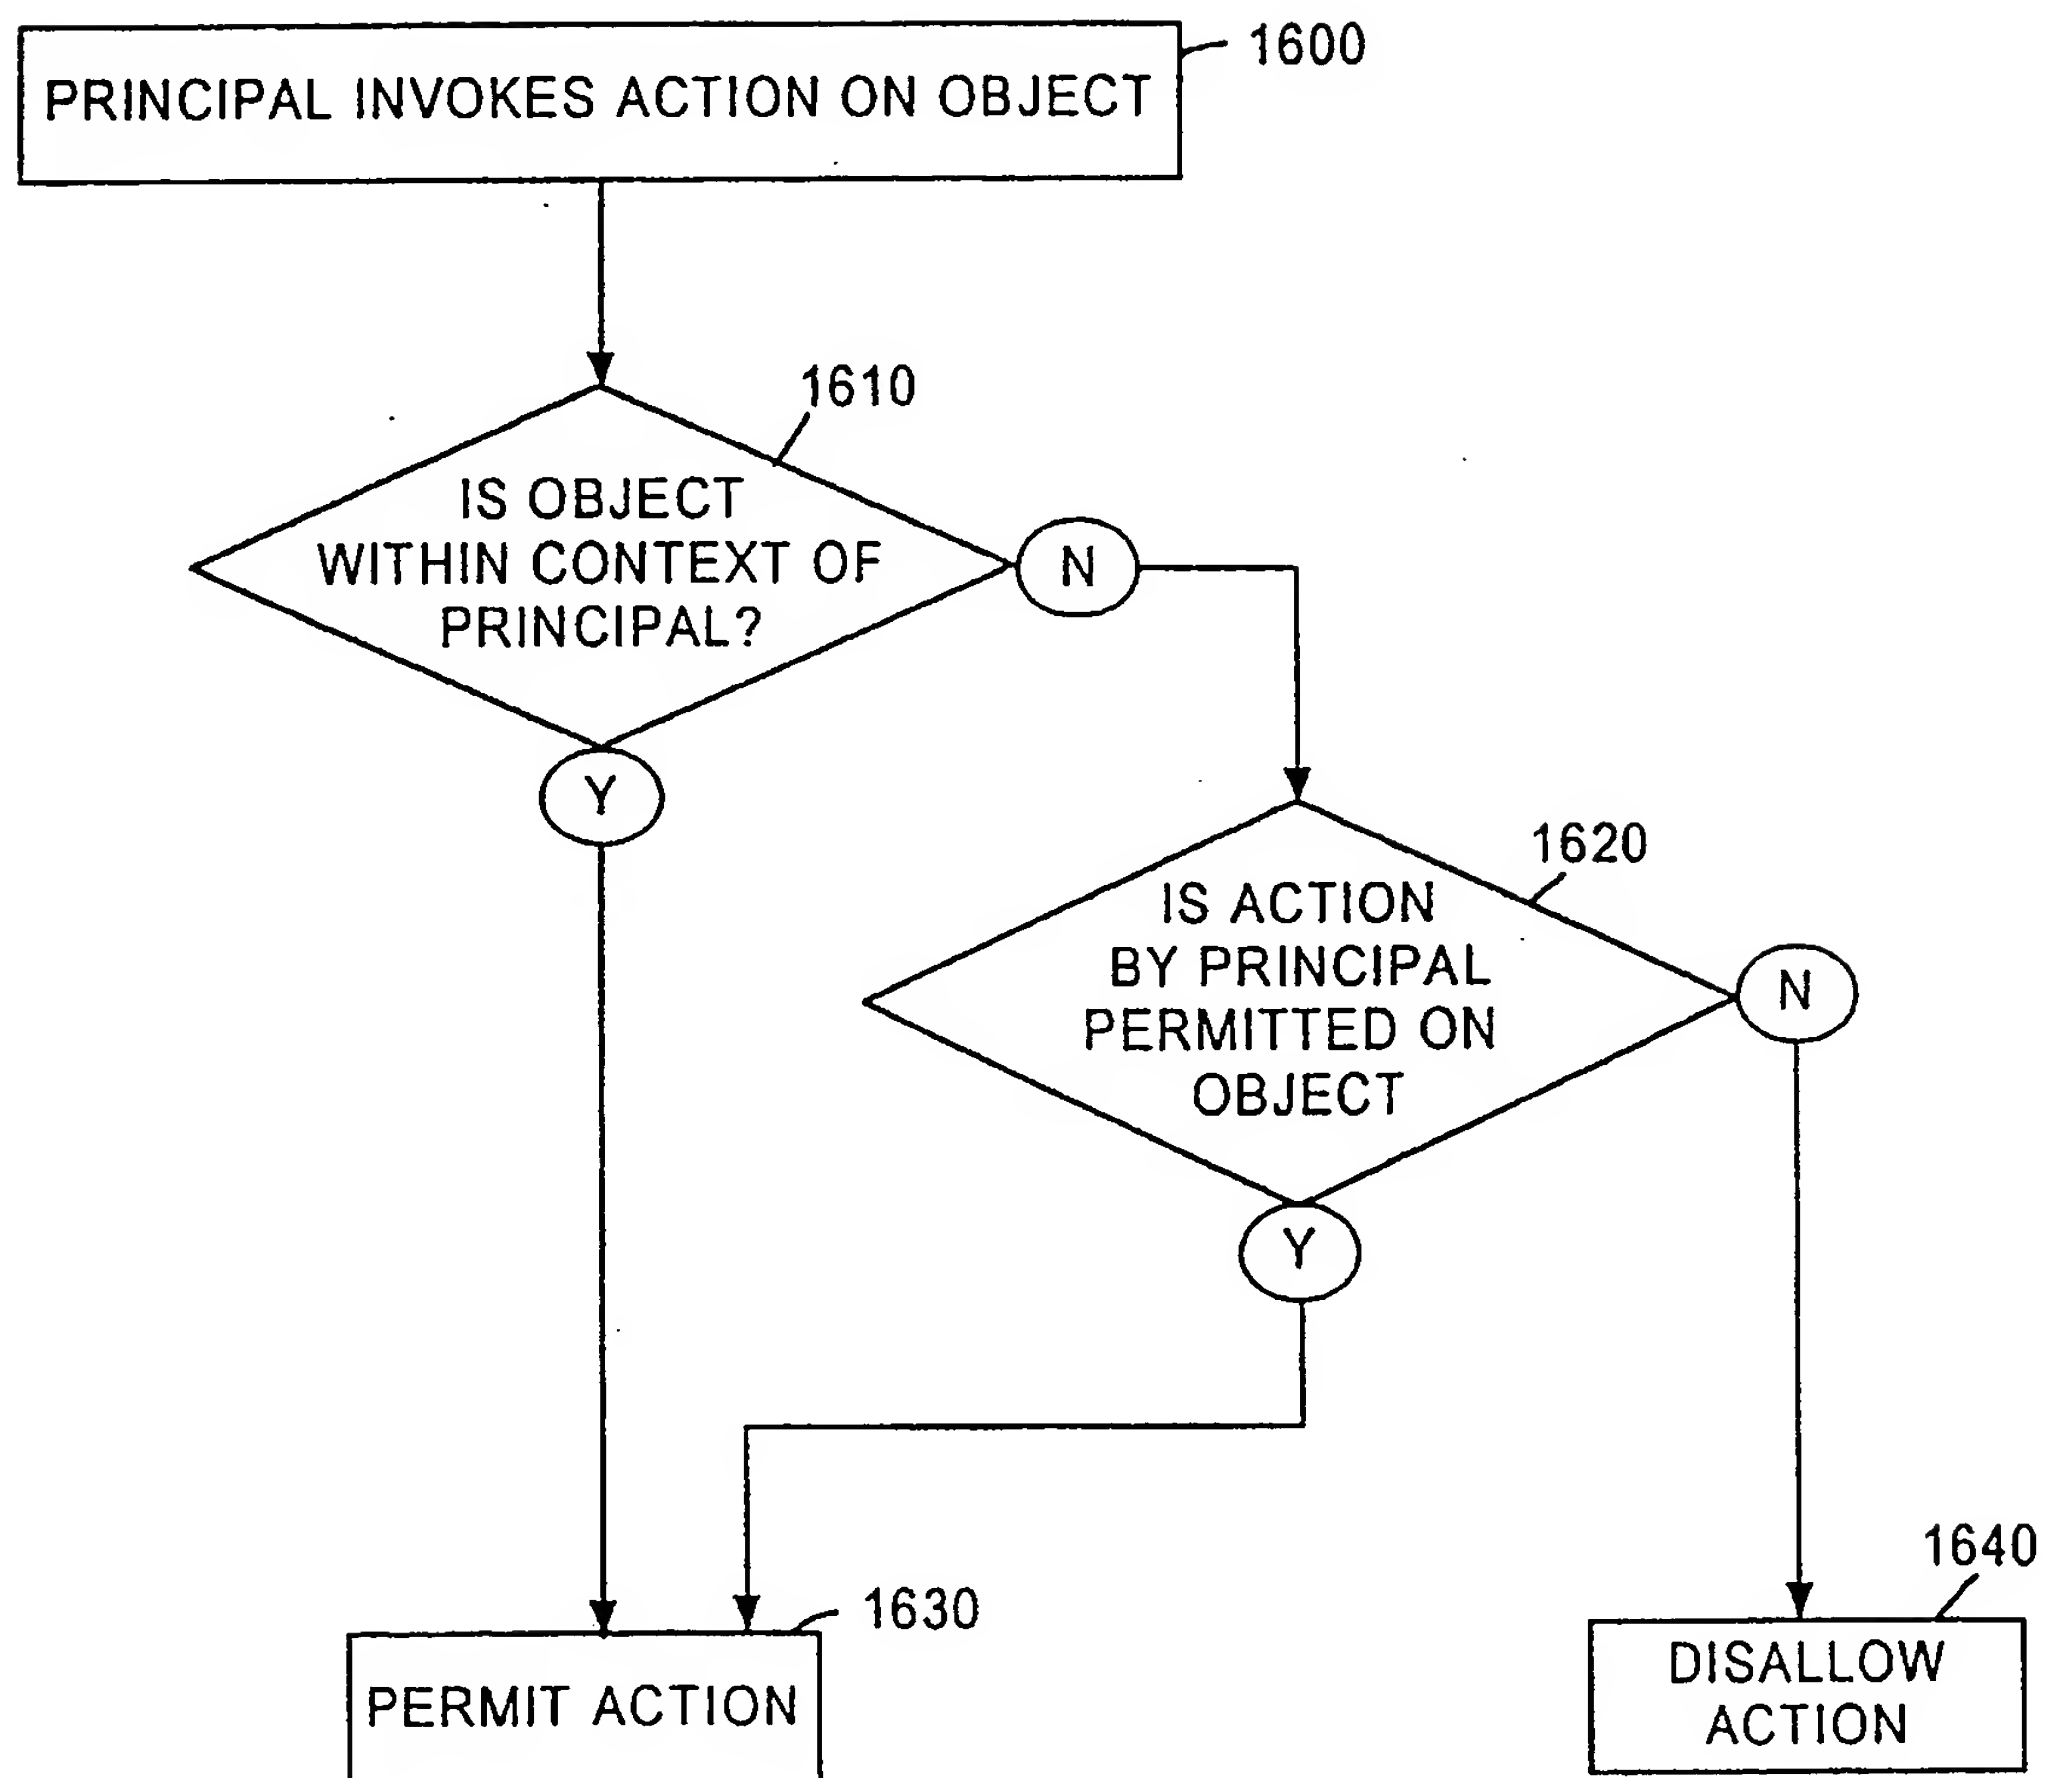 1600
PRINCIPAL INVOKES ACTION ON OBJECT
1610
IS OBJECT
WITHIN CONTEXT OF
PRINCIPAL?
N
Y
1620
IS ACTION
BY PRINCIPAL
PERMITTED ON
OBJECT
N
Y
1630
PERMIT ACTION
1640
DISALLOW
ACTION